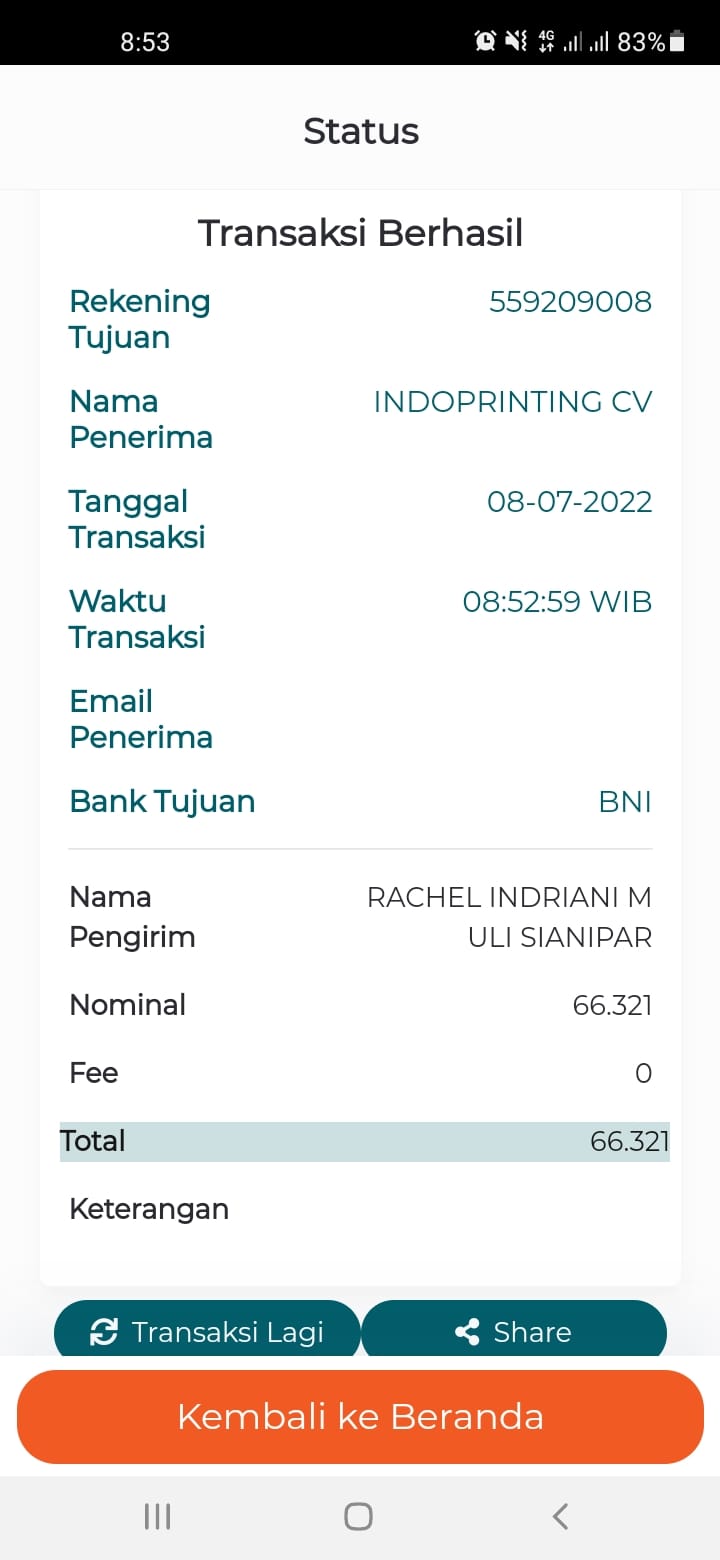 8:53
4G
83%
Status
Transaksi Berhasil
Rekening 559209008
Tujuan
Nama INDOPRINTING CV
Penerima
Tanggal 08-07-2022
Transaksi
Waktu 08:52:59 WIB
Transaksi
Email
Penerima
Bank Tujuan BNI
Nama RACHEL INDRIANI M
Pengirim ULI SIANIPAR
Nominal 66.321
Fee 0
Total 66.321
Keterangan
Transaksi Lagi Share
Kembali ke Beranda